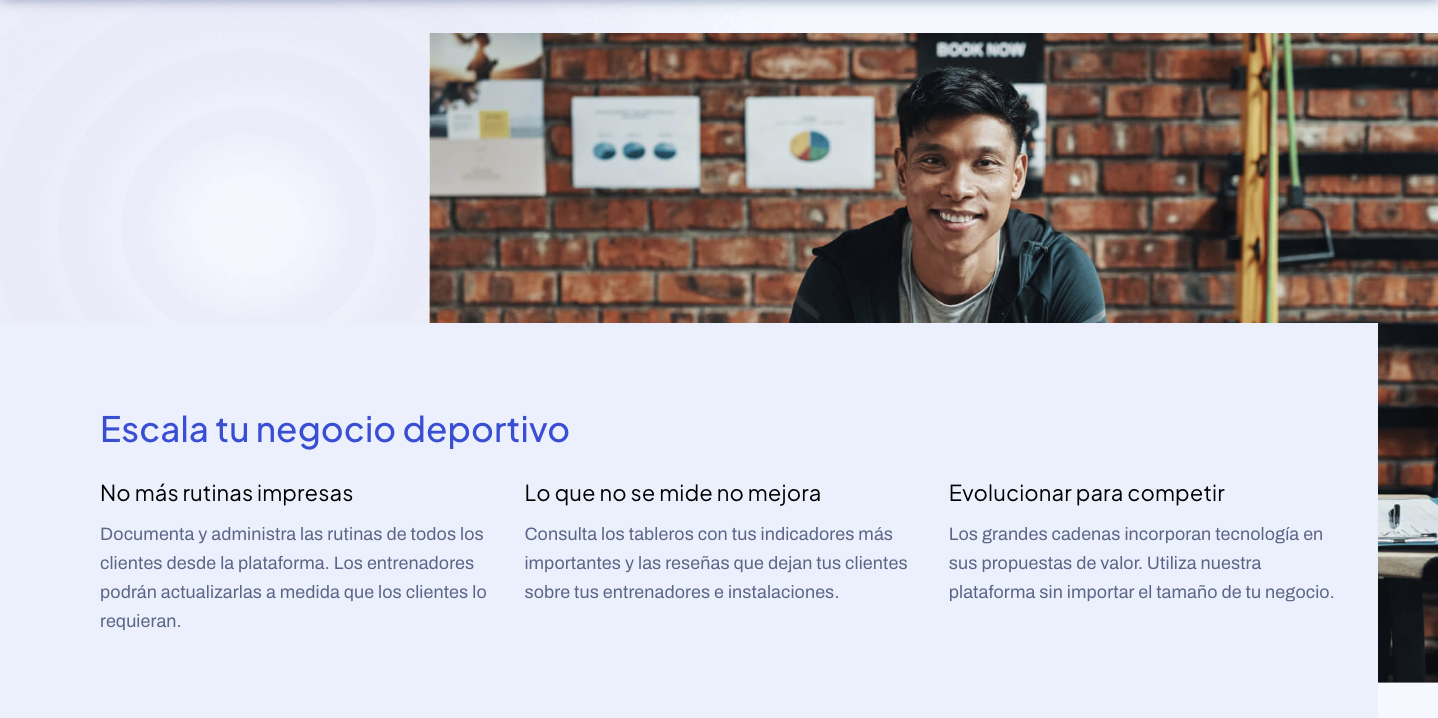 BOOK NOW
Escala tu negocio deportivo
No más rutinas impresas
Documenta y administra las rutinas de todos los
clientes desde la plataforma. Los entrenadores
podrán actualizarlas a medida que los clientes lo
requieran.
Lo que no se mide no mejora
Consulta los tableros con tus indicadores más
importantes y las reseñas que dejan tus clientes
sobre tus entrenadores e instalaciones.
Evolucionar para competir
Los grandes cadenas incorporan tecnología en
sus propuestas de valor. Utiliza nuestra
plataforma sin importar el tamaño de tu negocio.